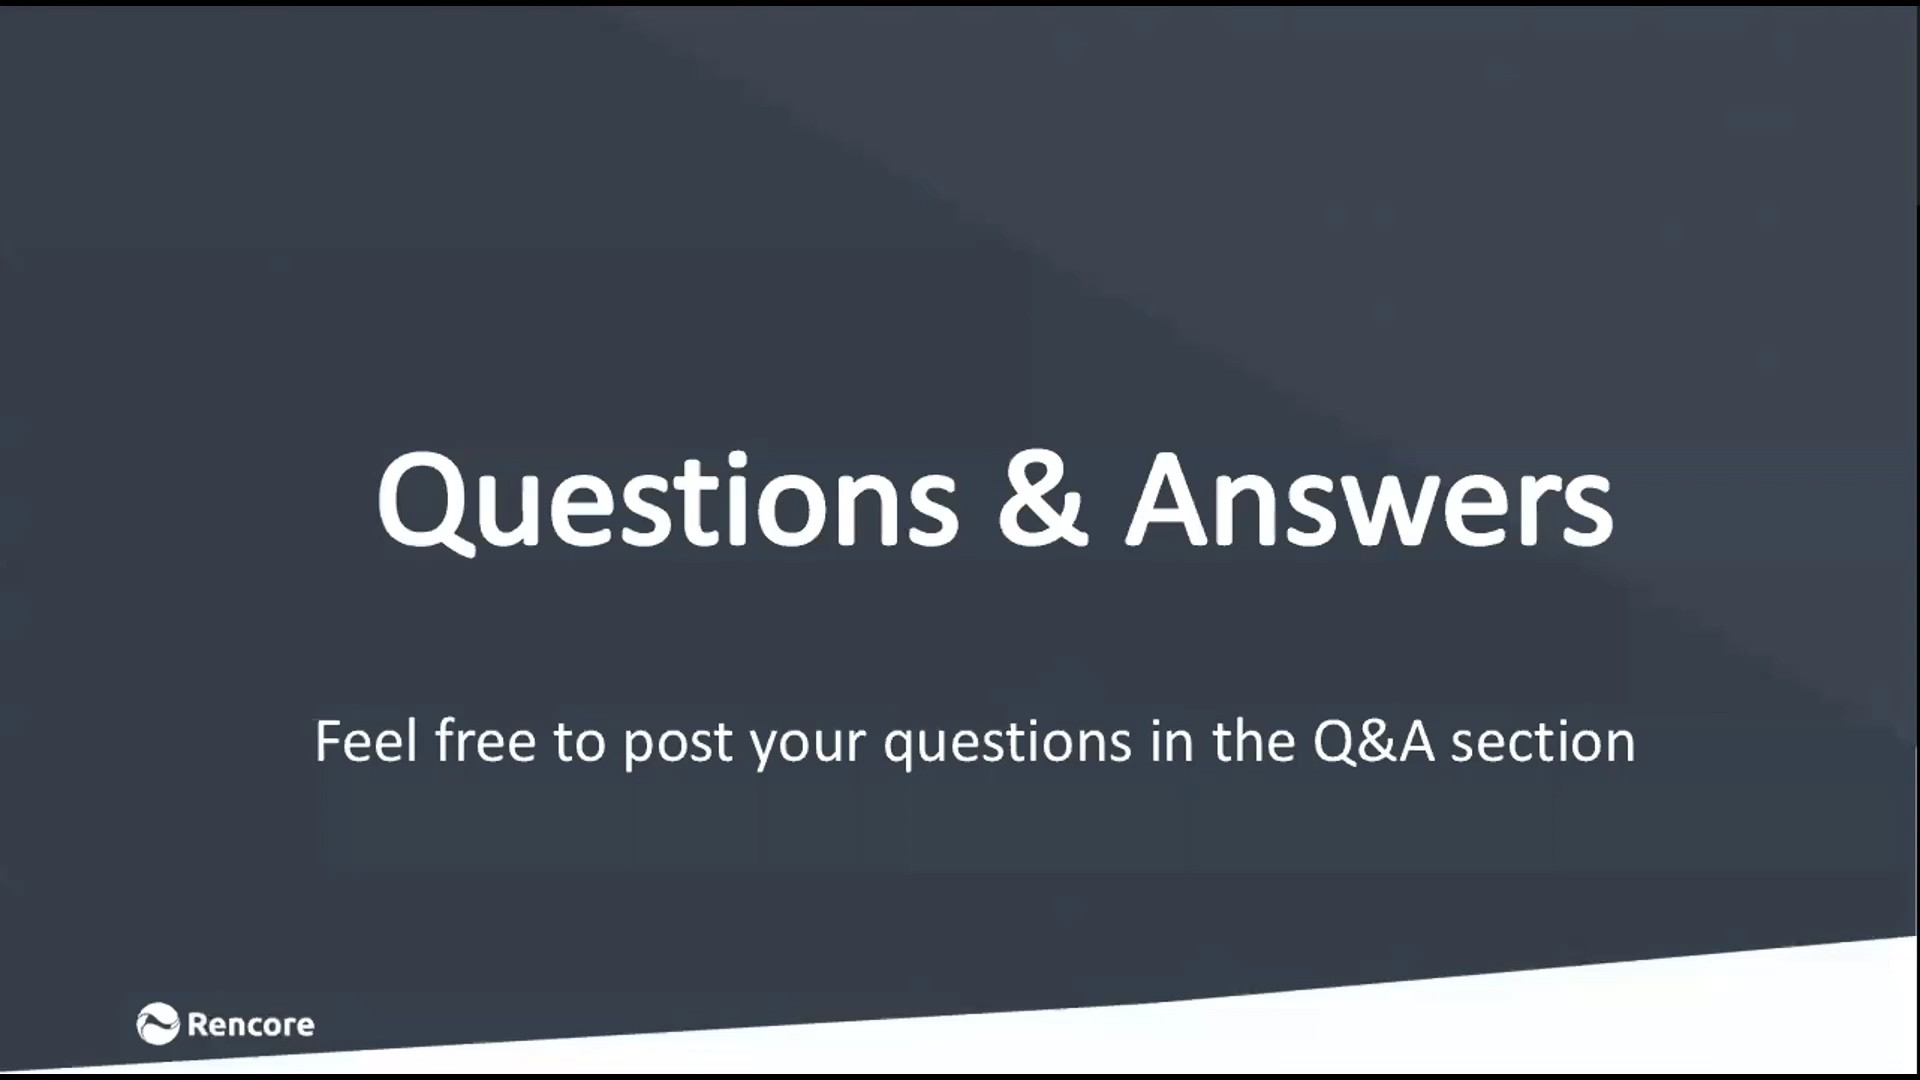 Questions & Answers
Feel free to post your questions in the Q&A section
Rencore